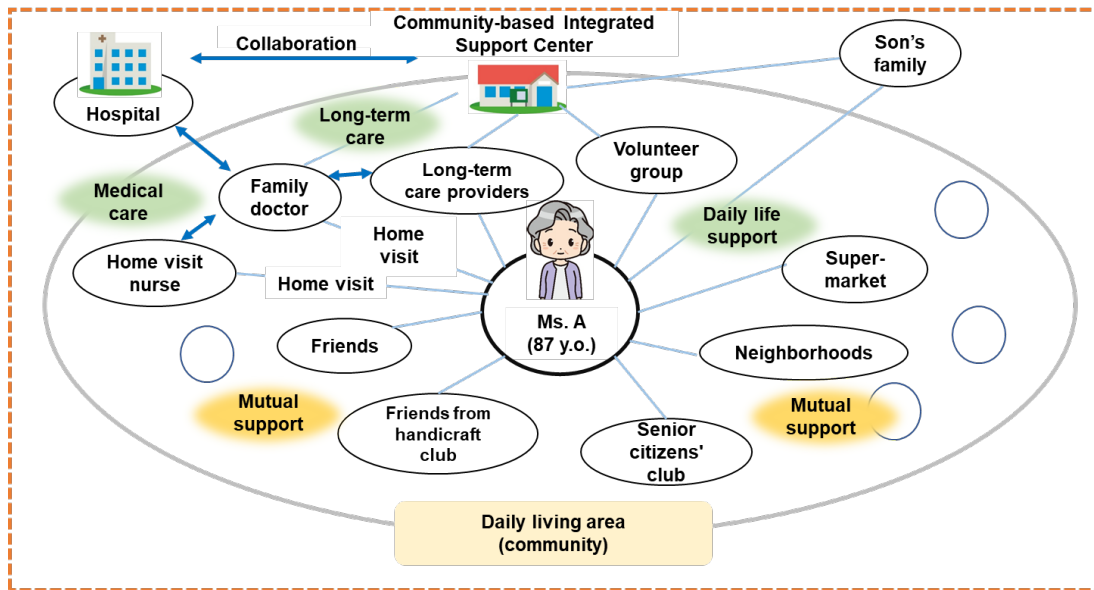 Community-based Integrated
Support Center
Collaboration
Son's
family
Hospital
Long-term
care
Volunteer
group
Long-term
care providers
Family
doctor
Medical
care
Daily life
support
Home
visit
Home visit
nurse
Home visit
Super-
market
Ms. A
(87 y.o.)
Friends
Neighborhoods
Mutual
support
Friends from
handicraft
club
Senior
citizens'
club
Mutual
support
Daily living area
(community)